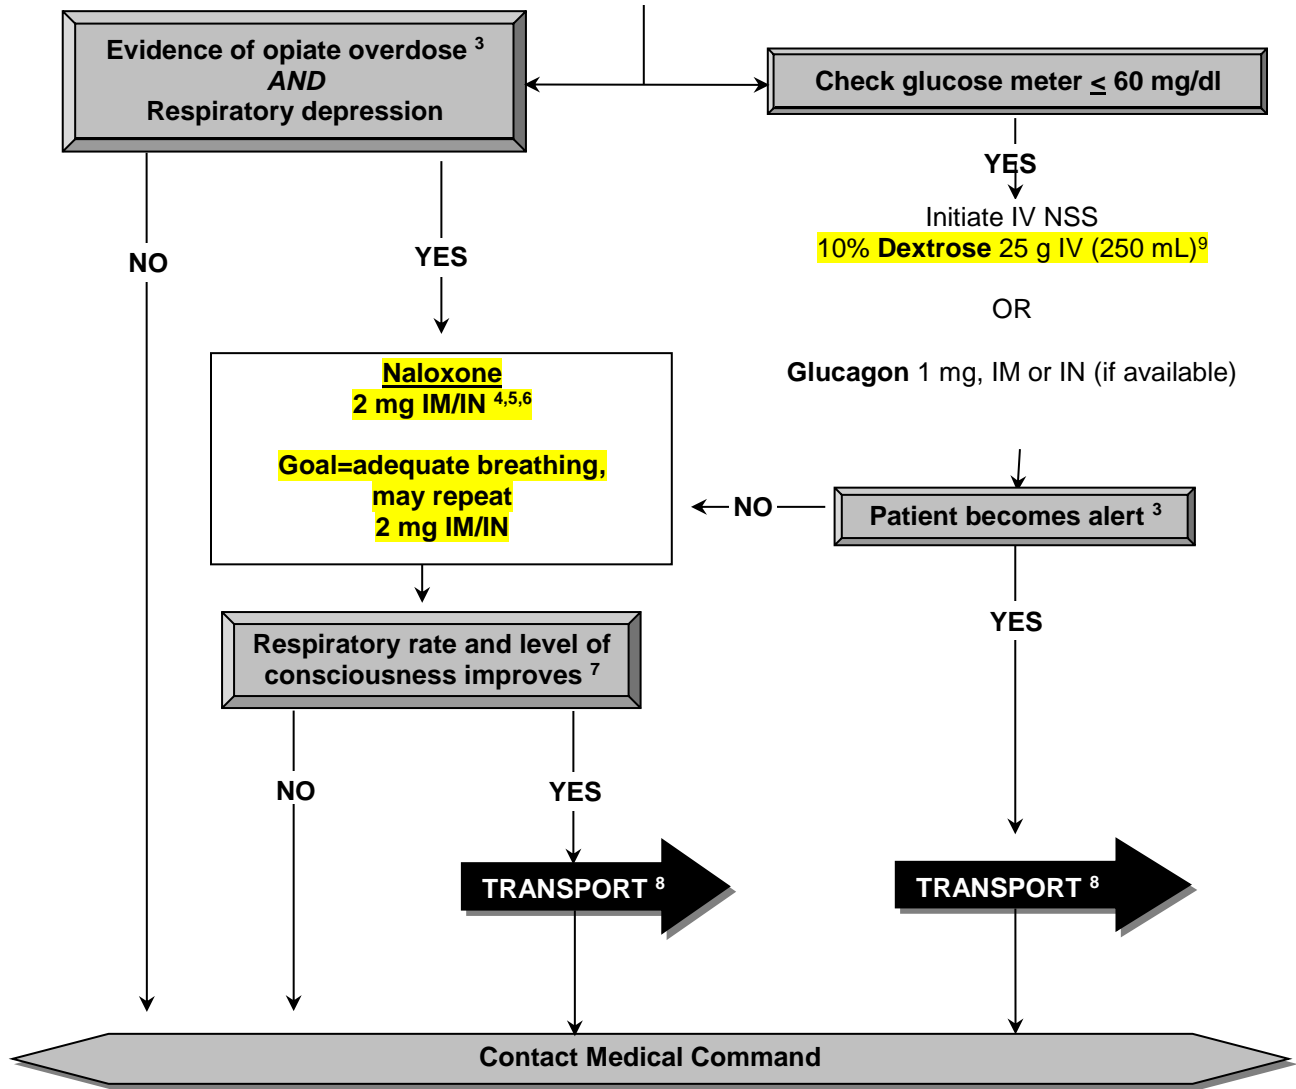 Evidence of opiate overdose ³
AND
Respiratory depression
Check glucose meter ≤ 60 mg/dl
YES
Initiate IV NSS
10% Dextrose 25 g IV (250 mL)⁹
OR
Glucagon 1 mg, IM or IN (if available)
NO
YES
Naloxone
2 mg IM/IN ⁴,⁵,⁶
Goal=adequate breathing,
may repeat
2 mg IM/IN
NO
Patient becomes alert ³
Respiratory rate and level of
consciousness improves ⁷
YES
NO
YES
TRANSPORT ⁸
TRANSPORT ⁸
Contact Medical Command